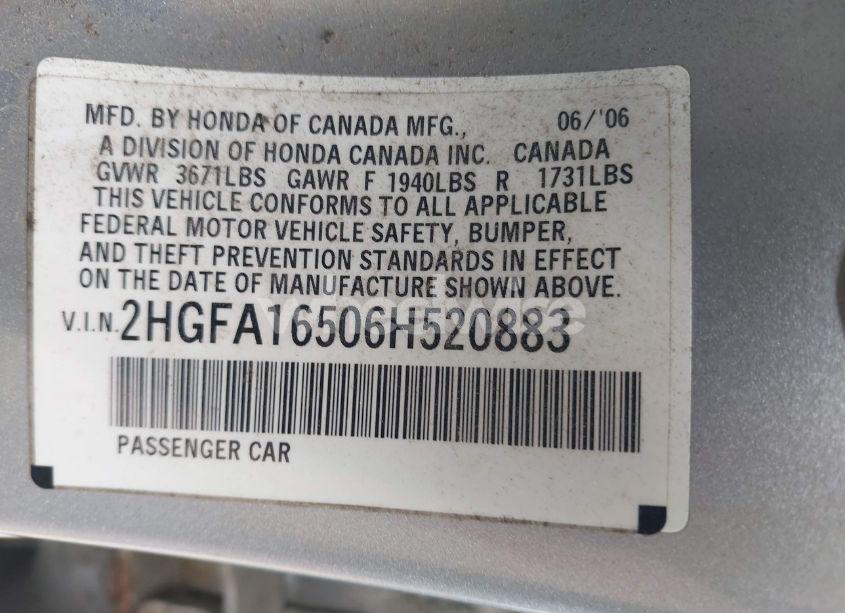 MFD. BY HONDA OF CANADA MFG., 06/'06
A DIVISION OF HONDA CANADA INC. CANADA
GVWR 3671LBS GAWR F 1940LBS R 1731LBS
THIS VEHICLE CONFORMS TO ALL APPLICABLE
FEDERAL MOTOR VEHICLE SAFETY, BUMPER,
AND THEFT PREVENTION STANDARDS IN EFFECT
ON THE DATE OF MANUFACTURE SHOWN ABOVE.
V.I.N. 2HGFA16506H520883
PASSENGER CAR